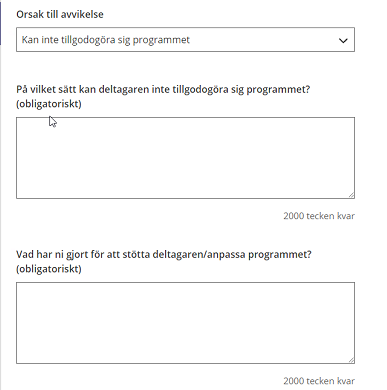 Orsak till avvikelse
Kan inte tillgodogöra sig programmet
På vilket sätt kan deltagaren inte tillgodogöra sig programmet?
(obligatoriskt)
2000 tecken kvar
Vad har ni gjort för att stötta deltagaren/anpassa programmet?
(obligatoriskt)
2000 tecken kvar